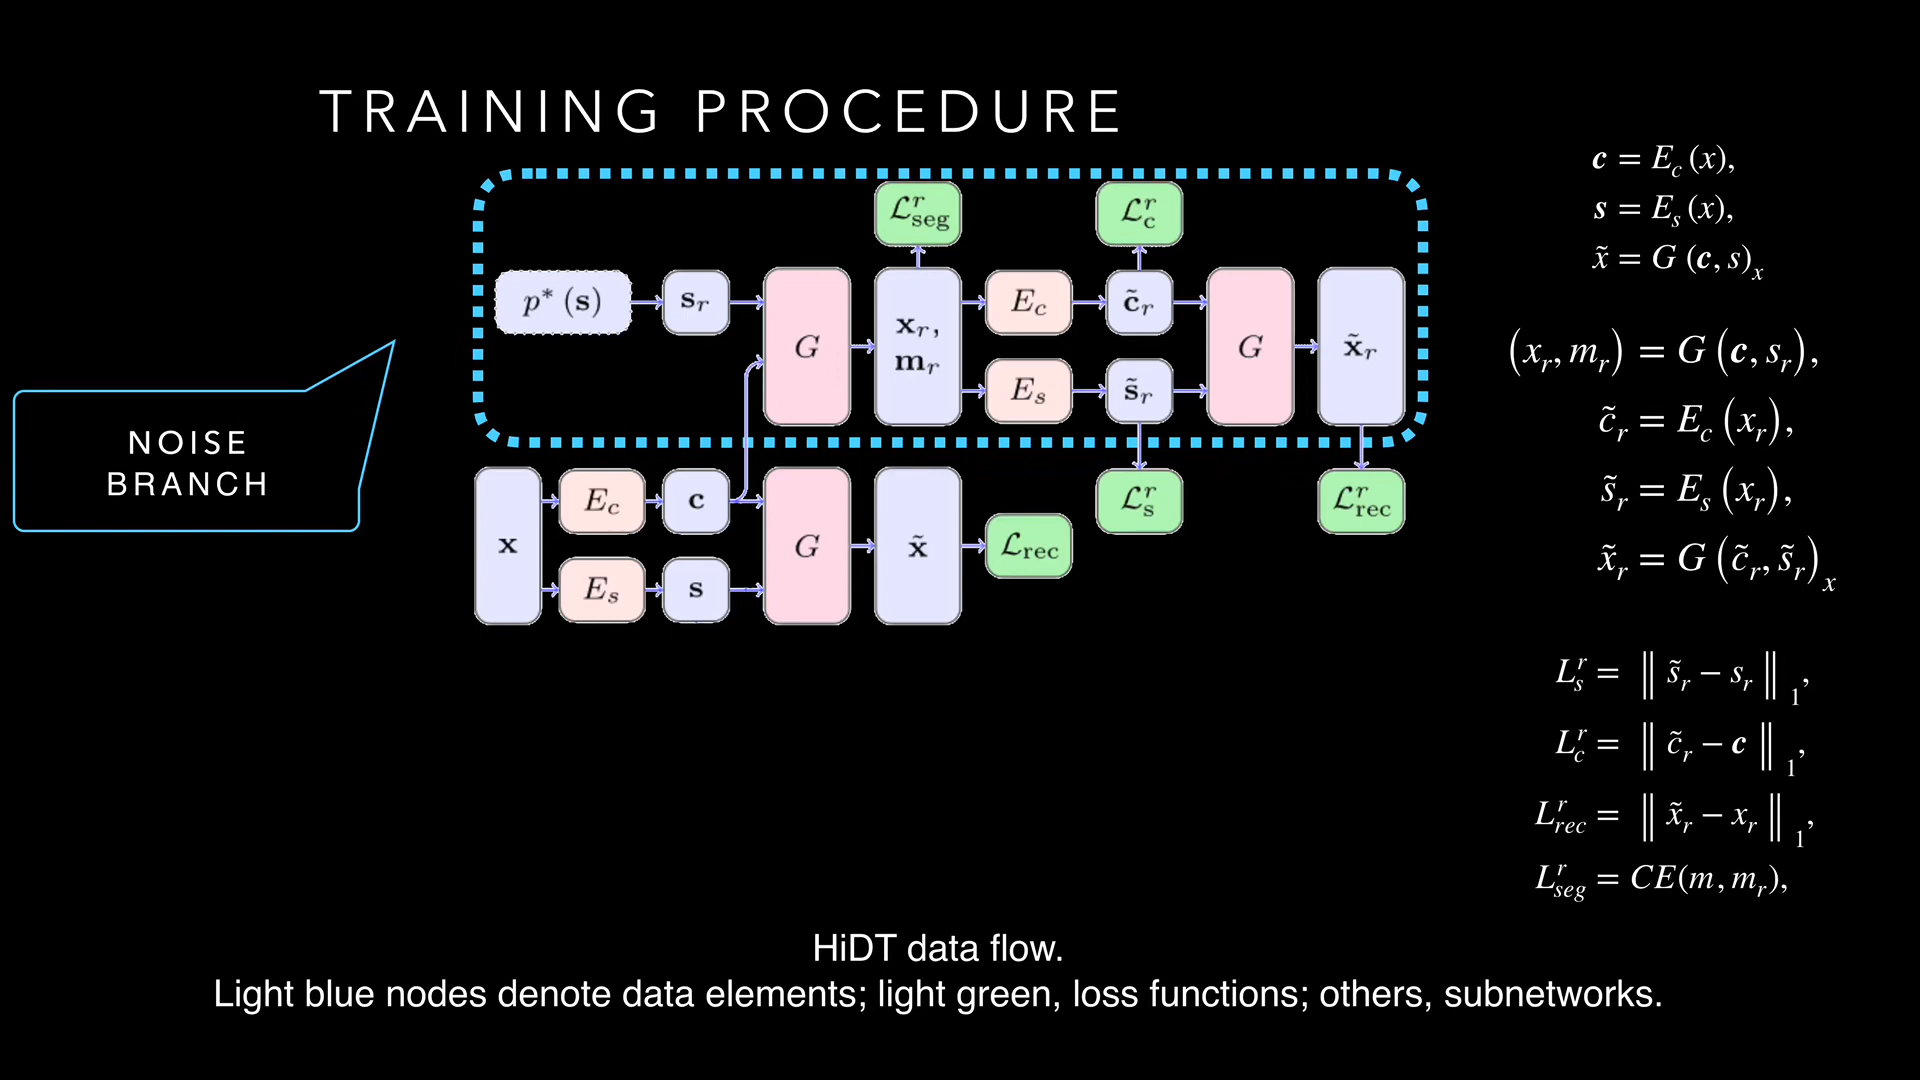 TRAINING PROCEDURE
NOISE
BRANCH
ℒ^r_seg
ℒ^r_c
p* (s)
s_r
G
x_r,
m_r
E_c
c̃_r
G
x̃_r
E_s
s̃_r
x
E_c
c
G
x̃
ℒ_rec
ℒ^r_s
ℒ^r_rec
E_s
s
c = E_c (x),
s = E_s (x),
x̃ = G (c, s)_x
(x_r, m_r) = G (c, s_r),
c̃_r = E_c (x_r),
s̃_r = E_s (x_r),
x̃_r = G (c̃_r, s̃_r)_x
L^r_s = ‖ s̃_r − s_r ‖_1,
L^r_c = ‖ c̃_r − c ‖_1,
L^r_rec = ‖ x̃_r − x_r ‖_1,
L^r_seg = CE(m, m_r),
HiDT data flow.
Light blue nodes denote data elements; light green, loss functions; others, subnetworks.